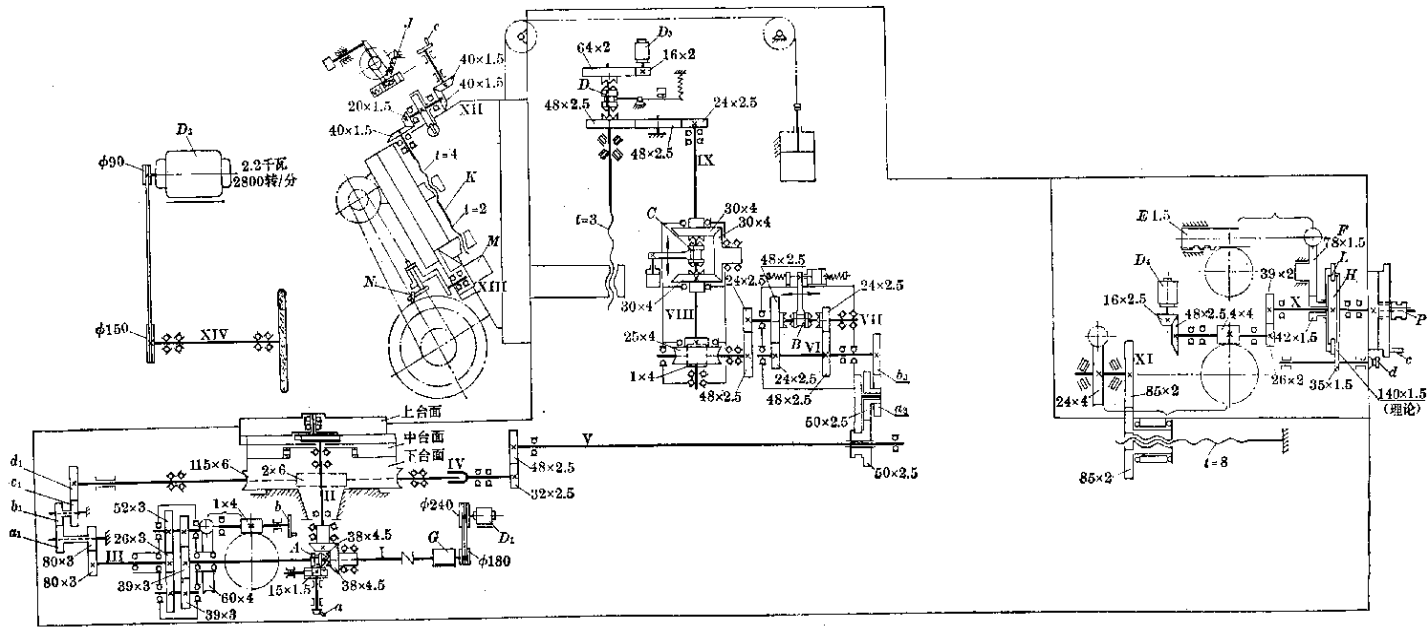 J
c
40×1.5
40×1.5
20×1.5
XII
40×1.5
t=4
K
t=2
M
N
XIII
D₂
φ90
2.2千瓦
2800转/分
φ150
XIV
64×2
16×2
D
48×2.5
24×2.5
48×2.5
IX
t=3
C
30×4
30×4
30×4
VIII
25×4
1×4
48×2.5
24×2.5
24×2.5
VII
B
VI
24×2.5
48×2.5
48×2.5
50×2.5
50×2.5
V
E1.5
F
78×1.5
L
H
39×2
X
P
16×2.5
48×2.5
4×4
42×1.5
c
d
26×2
35×1.5
140×1.5
(理论)
XI
24×4
85×2
85×2
t=8
上台面
中台面
下台面
115×6
2×6
IV
II
48×2.5
32×2.5
d₁
c₁
b₁
a₁
80×3
80×3
III
52×3
26×3
39×3
39×3
1×4
b
60×4
A
38×4.5
38×4.5
15×1.5
a
I
G
φ240
φ180
D₁